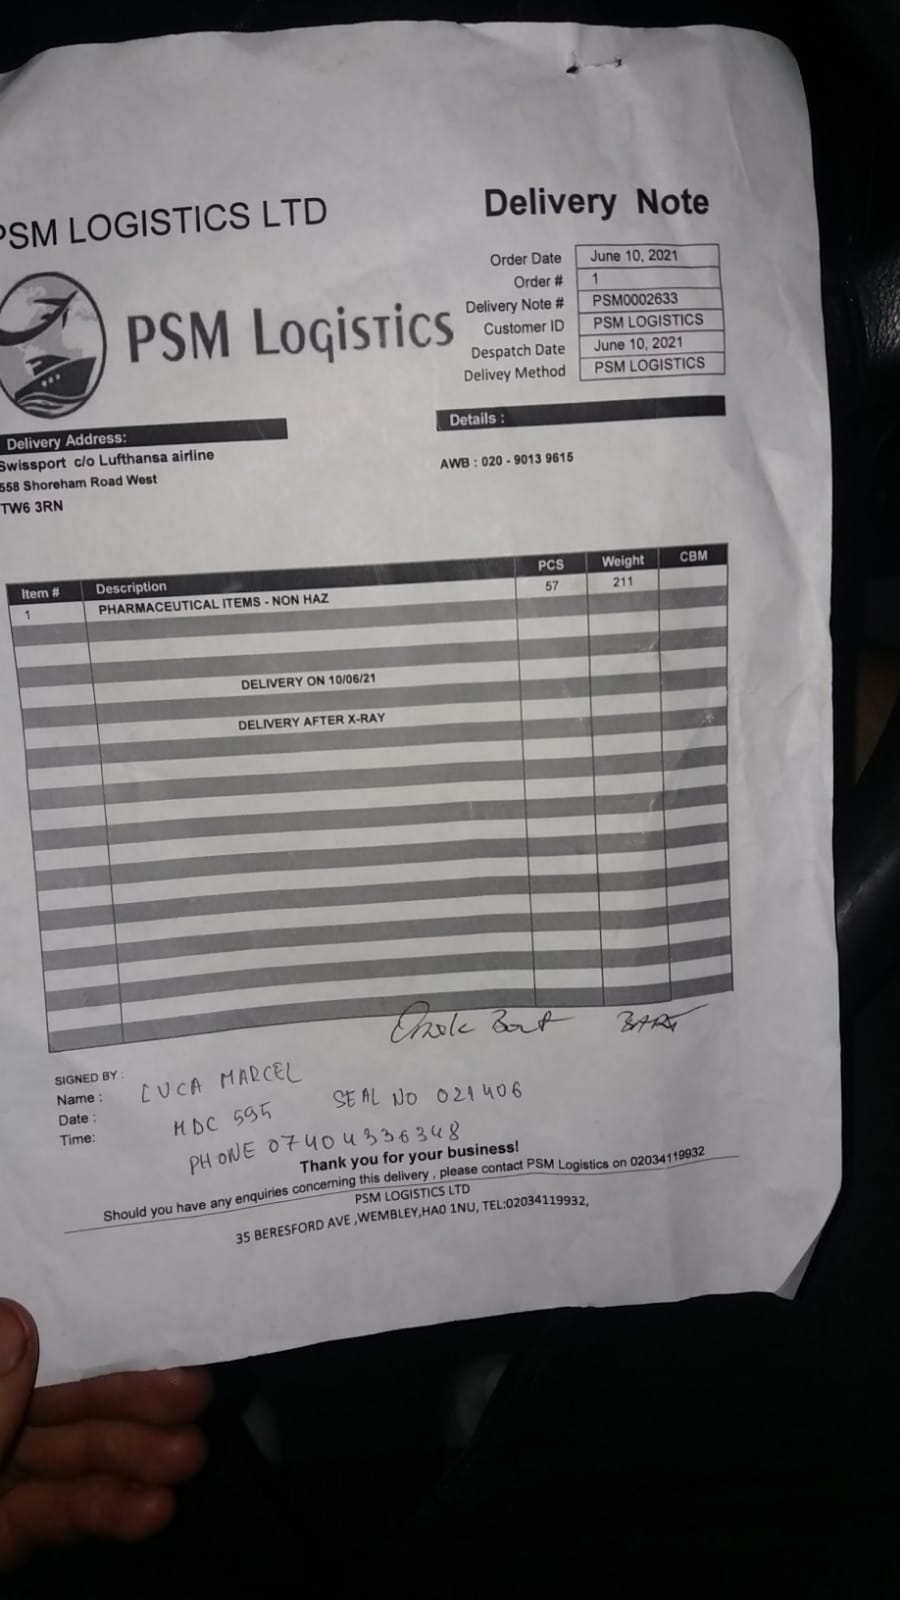 PSM LOGISTICS LTD
Delivery Note
PSM Logistics
Order Date June 10, 2021
Order # 1
Delivery Note # PSM0002633
Customer ID PSM LOGISTICS
Despatch Date June 10, 2021
Delivey Method PSM LOGISTICS
Delivery Address:
Swissport c/o Lufthansa airline
558 Shoreham Road West
TW6 3RN
Details :
AWB : 020 - 9013 9615
Item # Description PCS Weight CBM
1 PHARMACEUTICAL ITEMS - NON HAZ 57 211
DELIVERY ON 10/06/21
DELIVERY AFTER X-RAY
BART
SIGNED BY :
Name : LUCA MARCEL
Date : MDC 595 SEAL NO 021406
Time: PHONE 07404336348
Thank you for your business!
Should you have any enquiries concerning this delivery , please contact PSM Logistics on 02034119932
PSM LOGISTICS LTD
35 BERESFORD AVE ,WEMBLEY,HA0 1NU, TEL:02034119932,